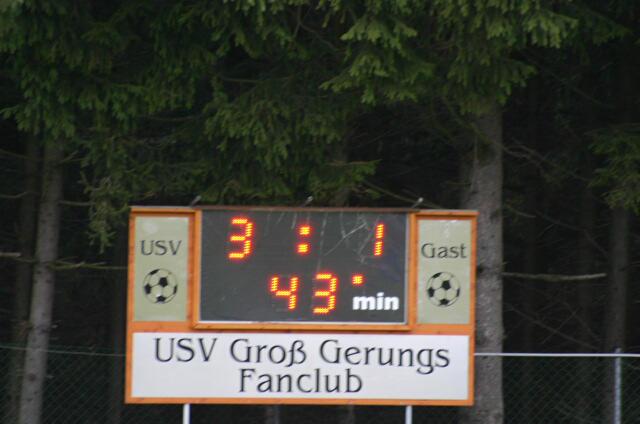 USV 3 : 1 Gast
43 min
USV Groß Gerungs
Fanclub